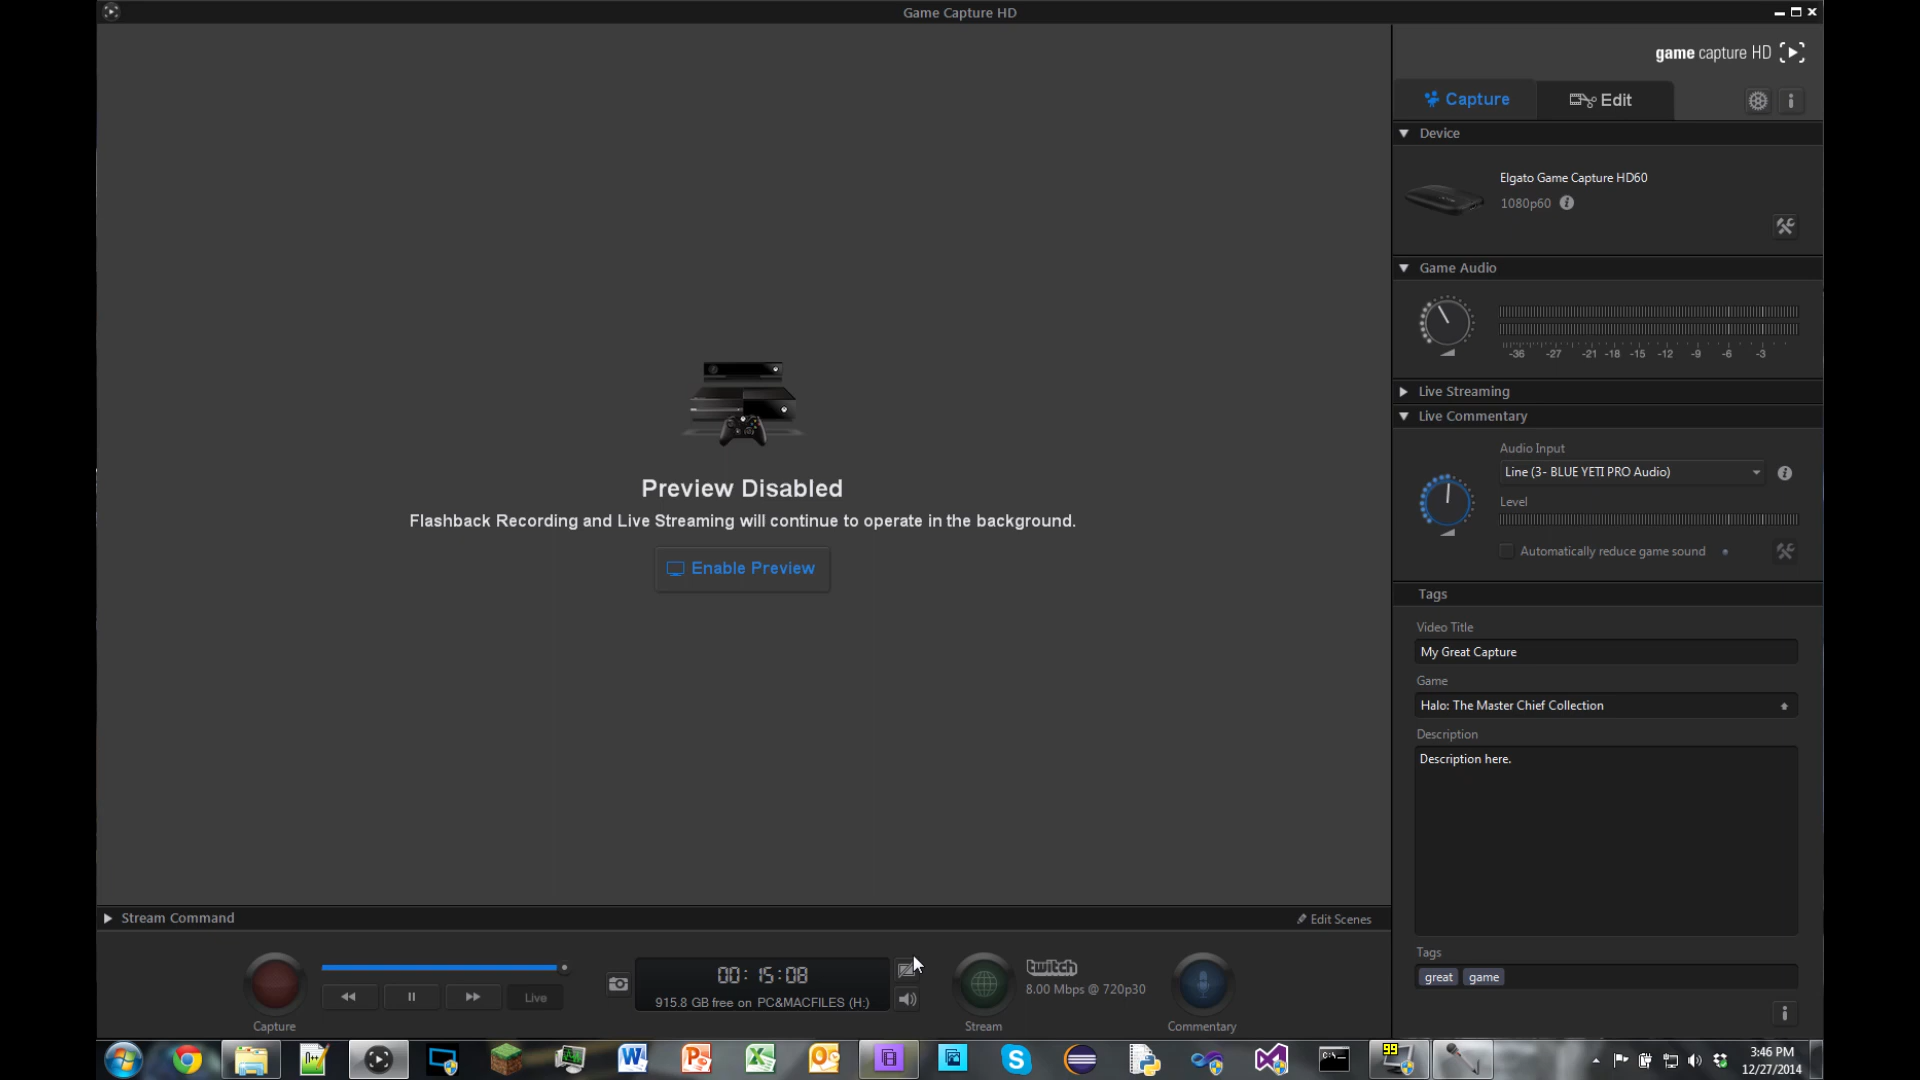 Game Capture HD
game capture HD
Capture
Edit
Device
Elgato Game Capture HD60
1080p60
Game Audio
-36 -27 -21 -18 -15 -12 -9 -6 -3
Live Streaming
Live Commentary
Audio Input
Line (3- BLUE YETI PRO Audio)
Level
Automatically reduce game sound
Preview Disabled
Flashback Recording and Live Streaming will continue to operate in the background.
Enable Preview
Tags
Video Title
My Great Capture
Game
Halo: The Master Chief Collection
Description
Description here.
Tags
great game
Stream Command
Edit Scenes
00:15:08
915.8 GB free on PC&MACFILES (H:)
Live
Capture
twitch
8.00 Mbps @ 720p30
Stream
Commentary
99
3:46 PM
12/27/2014